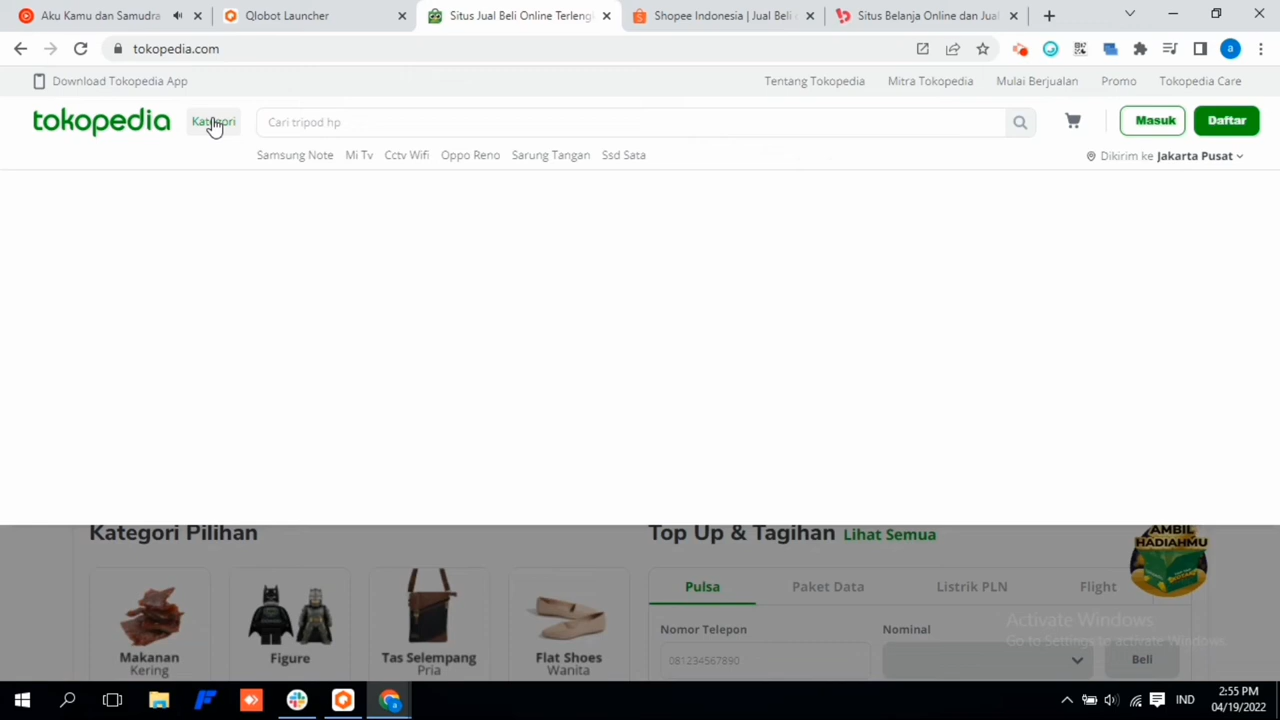 Aku Kamu dan Samudra
Qlobot Launcher
Situs Jual Beli Online Terlengk
Shopee Indonesia | Jual Beli
Situs Belanja Online dan Jual
tokopedia.com
a
Download Tokopedia App
Tentang Tokopedia
Mitra Tokopedia
Mulai Berjualan
Promo
Tokopedia Care
tokopedia
Kategori
Cari tripod hp
Masuk
Daftar
Samsung Note
Mi Tv
Cctv Wifi
Oppo Reno
Sarung Tangan
Ssd Sata
Dikirim ke Jakarta Pusat
Kategori Pilihan
Top Up & Tagihan
Lihat Semua
AMBIL
HADIAHMU
Pulsa
Paket Data
Listrik PLN
Flight
Nomor Telepon
Nominal
081234567890
Beli
Makanan
Kering
Figure
Tas Selempang
Pria
Flat Shoes
Wanita
Activate Windows
Go to Settings to activate Windows.
IND
2:55 PM
04/19/2022